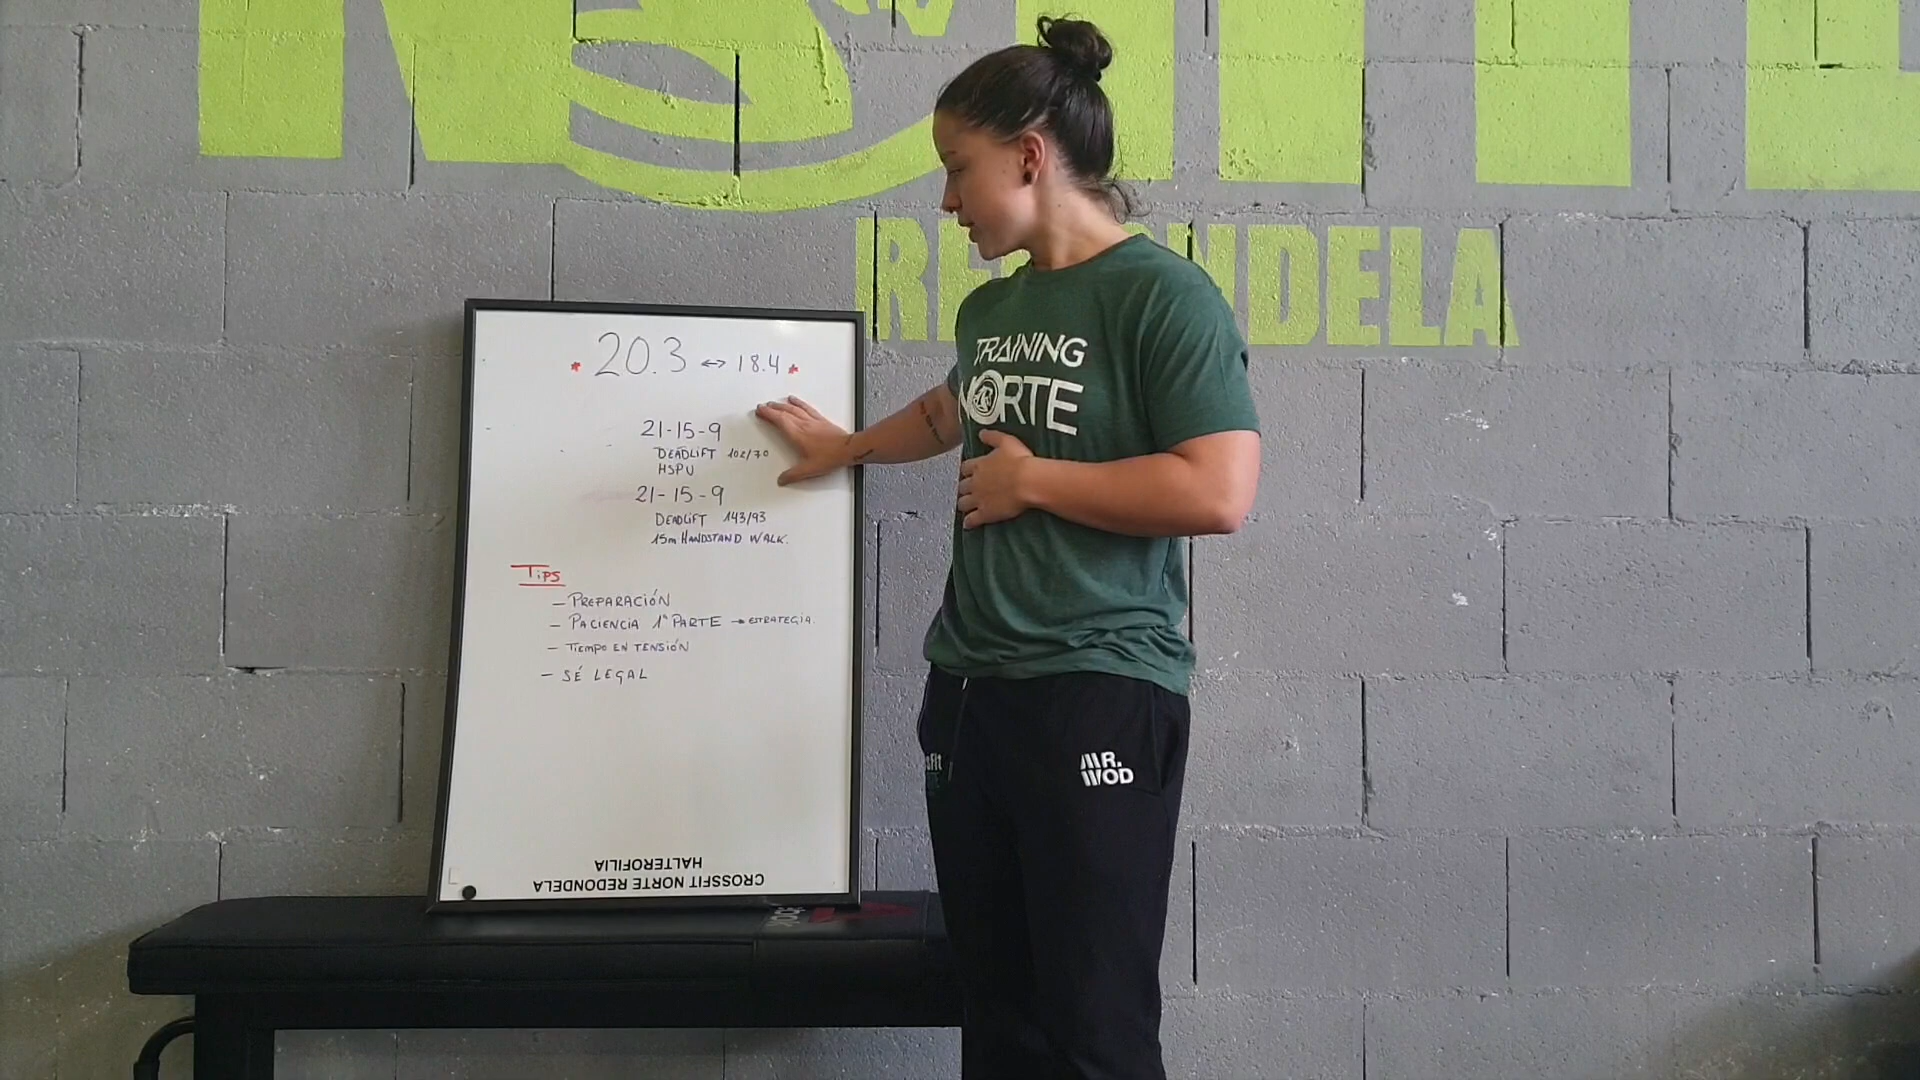 REDONDELA
TRAINING
NORTE
MR.
WOD
* 20.3 ↔ 18.4 *
21-15-9
DEADLIFT 102/70
HSPU
21-15-9
DEADLIFT 143/93
15m HANDSTAND WALK.
TiPS
- PREPARACIÓN
- PACIENCIA 1ª PARTE → ESTRATEGIA.
- TIEMPO EN TENSIÓN
- SÉ LEGAL
CROSSFIT NORTE REDONDELA
HALTEROFILIA